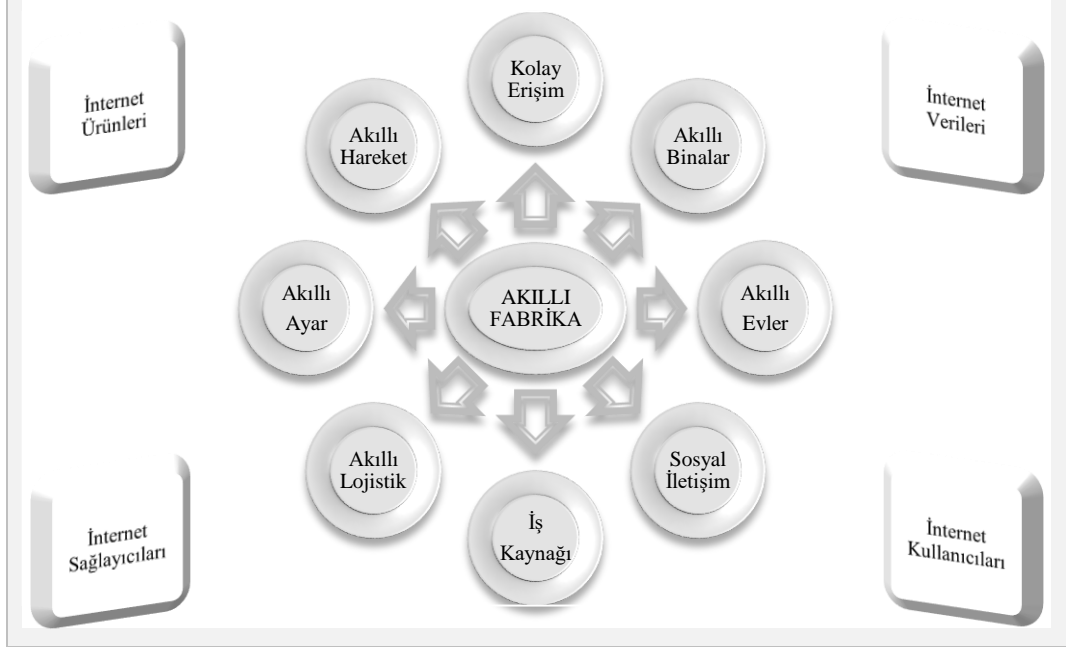 Kolay
Erişim
İnternet
Ürünleri
İnternet
Verileri
Akıllı
Hareket
Akıllı
Binalar
Akıllı
Ayar
AKILLI
FABRİKA
Akıllı
Evler
Akıllı
Lojistik
Sosyal
İletişim
İş
Kaynağı
İnternet
Sağlayıcıları
İnternet
Kullanıcıları